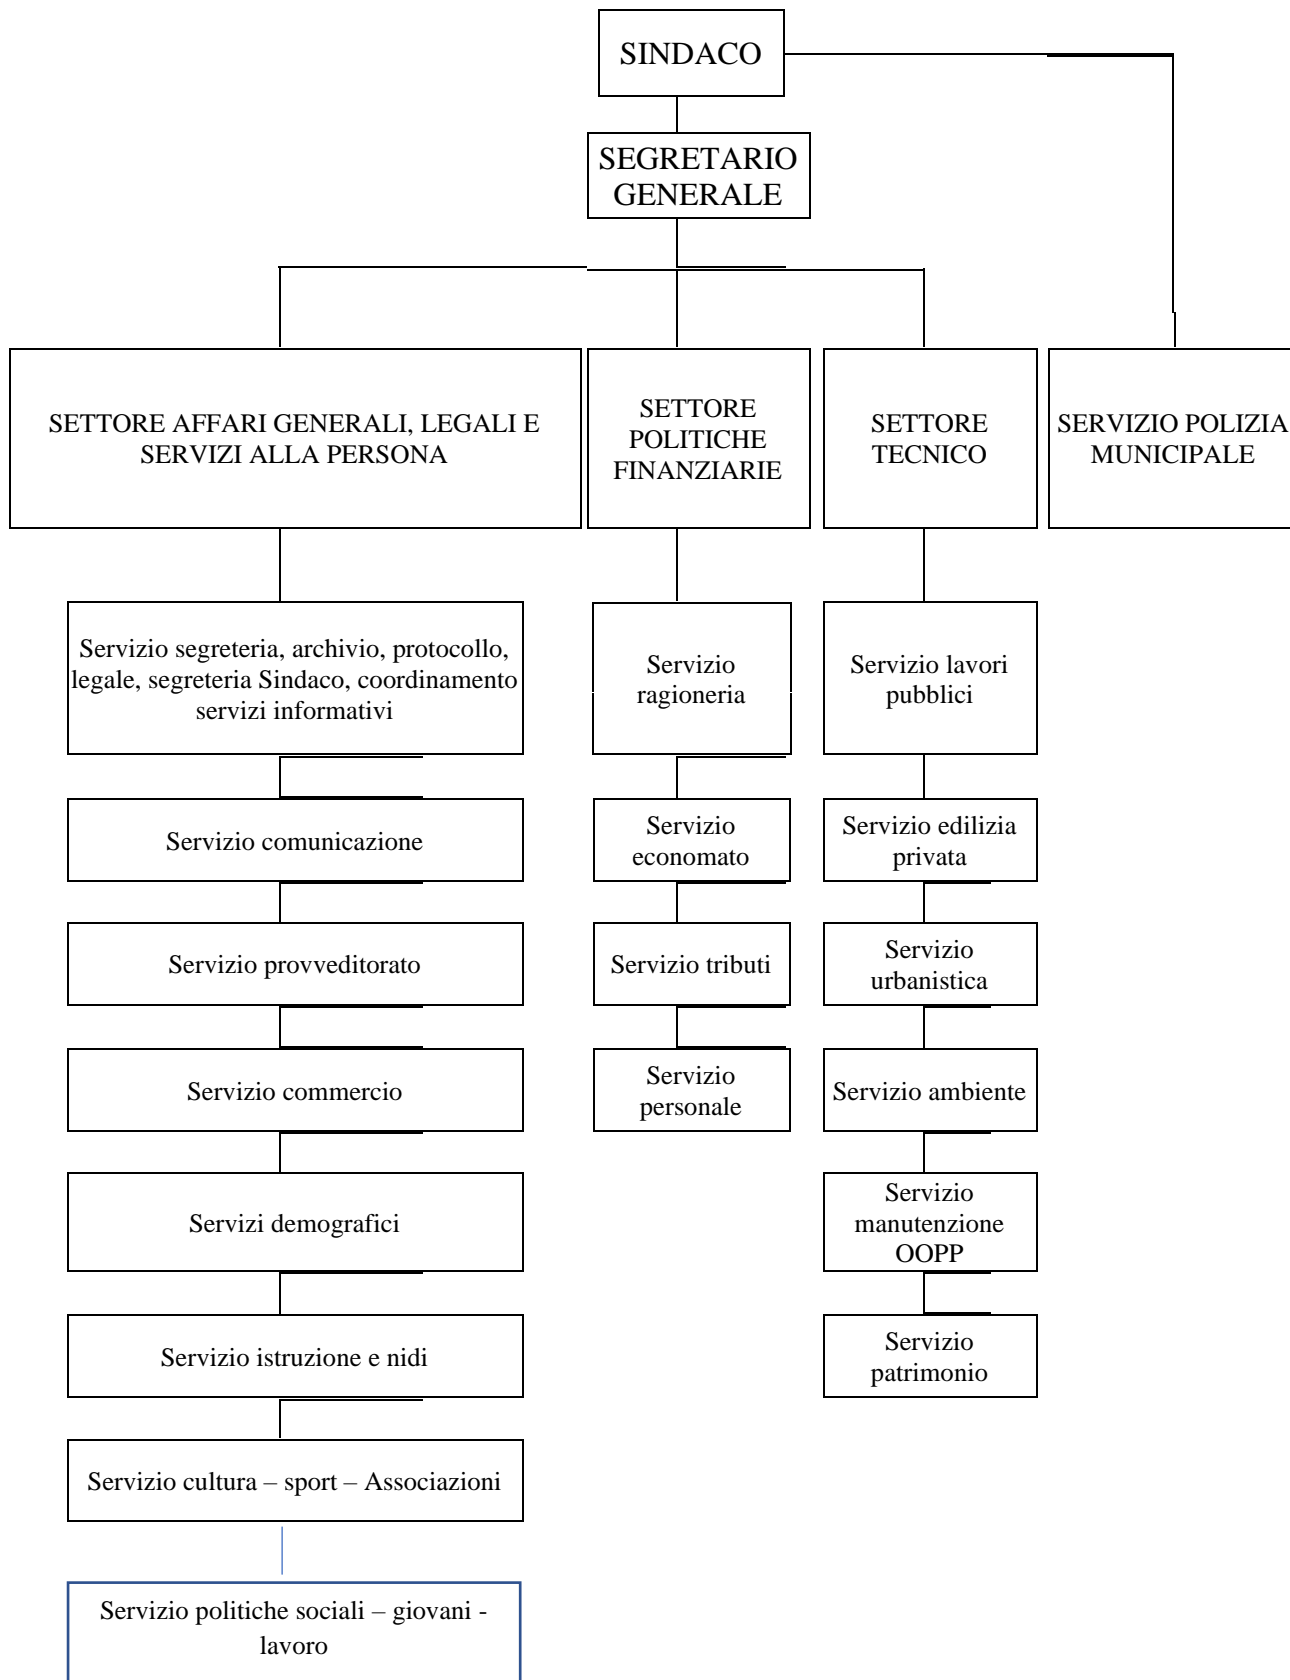 SINDACO
SEGRETARIO
GENERALE
SETTORE AFFARI GENERALI, LEGALI E
SERVIZI ALLA PERSONA
SETTORE
POLITICHE
FINANZIARIE
SETTORE
TECNICO
SERVIZIO POLIZIA
MUNICIPALE
Servizio segreteria, archivio, protocollo,
legale, segreteria Sindaco, coordinamento
servizi informativi
Servizio
ragioneria
Servizio lavori
pubblici
Servizio comunicazione
Servizio
economato
Servizio edilizia
privata
Servizio provveditorato
Servizio tributi
Servizio
urbanistica
Servizio commercio
Servizio
personale
Servizio ambiente
Servizi demografici
Servizio
manutenzione
OOPP
Servizio istruzione e nidi
Servizio
patrimonio
Servizio cultura – sport – Associazioni
Servizio politiche sociali – giovani -
lavoro